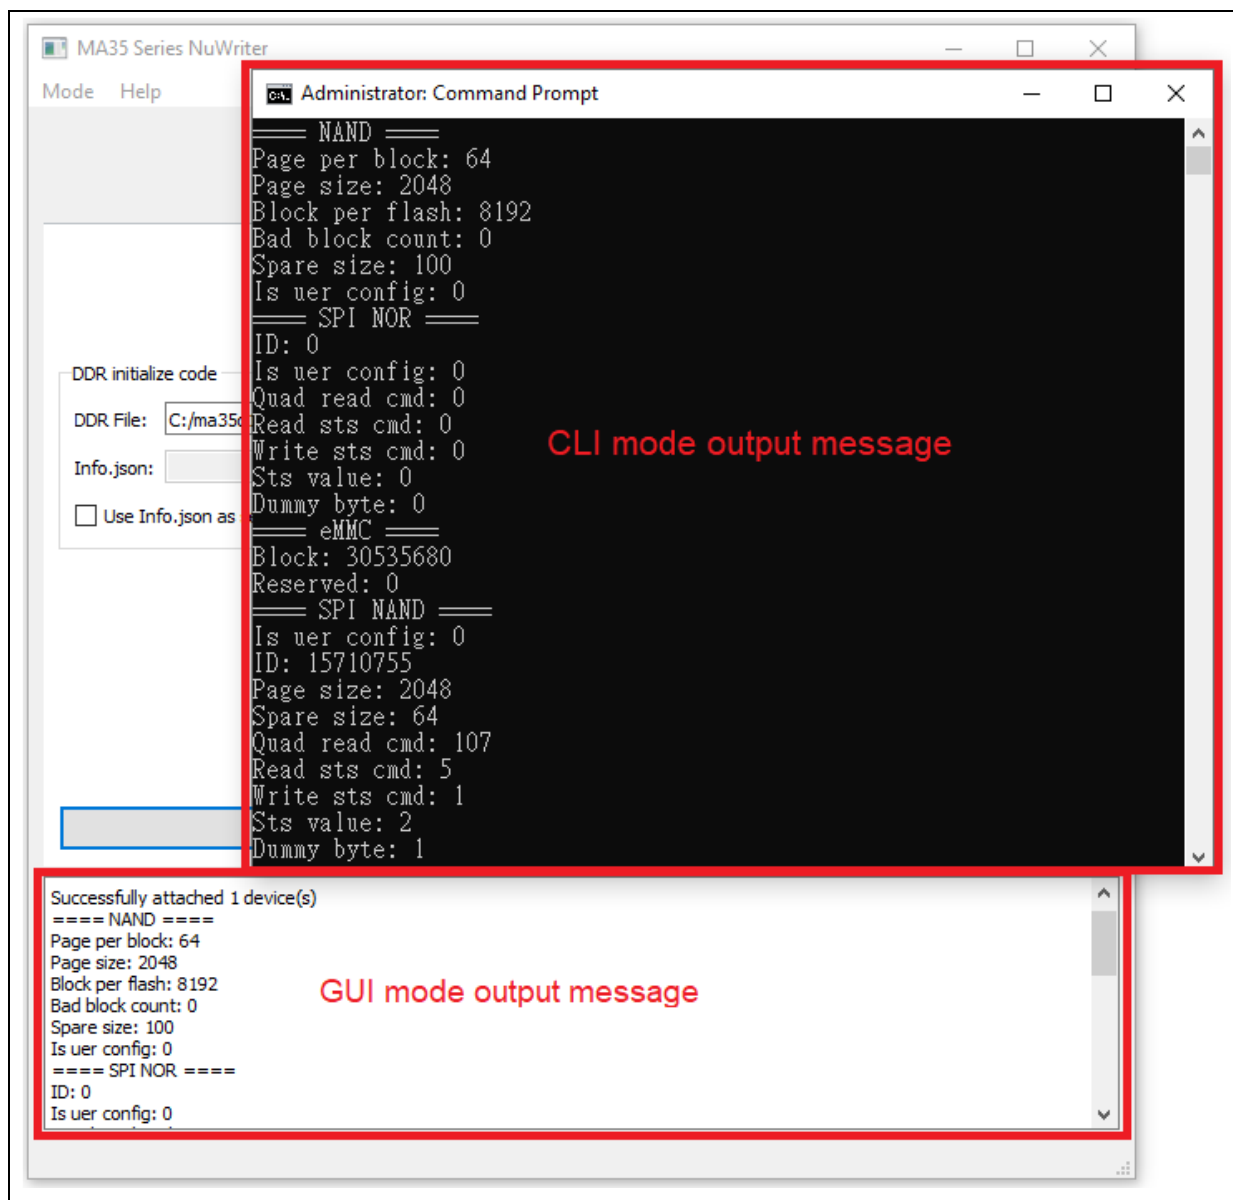 MA35 Series NuWriter
Mode Help
Administrator: Command Prompt
==== NAND ====
Page per block: 64
Page size: 2048
Block per flash: 8192
Bad block count: 0
Spare size: 100
Is uer config: 0
==== SPI NOR ====
ID: 0
Is uer config: 0
Quad read cmd: 0
Read sts cmd: 0
Write sts cmd: 0
Sts value: 0
Dummy byte: 0
==== eMMC ====
Block: 30535680
Reserved: 0
==== SPI NAND ====
Is uer config: 0
ID: 15710755
Page size: 2048
Spare size: 64
Quad read cmd: 107
Read sts cmd: 5
Write sts cmd: 1
Sts value: 2
Dummy byte: 1
CLI mode output message
DDR initialize code
DDR File: C:/ma35d
Info.json:
Use Info.json as
Successfully attached 1 device(s)
==== NAND ====
Page per block: 64
Page size: 2048
Block per flash: 8192
Bad block count: 0
Spare size: 100
Is uer config: 0
==== SPI NOR ====
ID: 0
Is uer config: 0
GUI mode output message